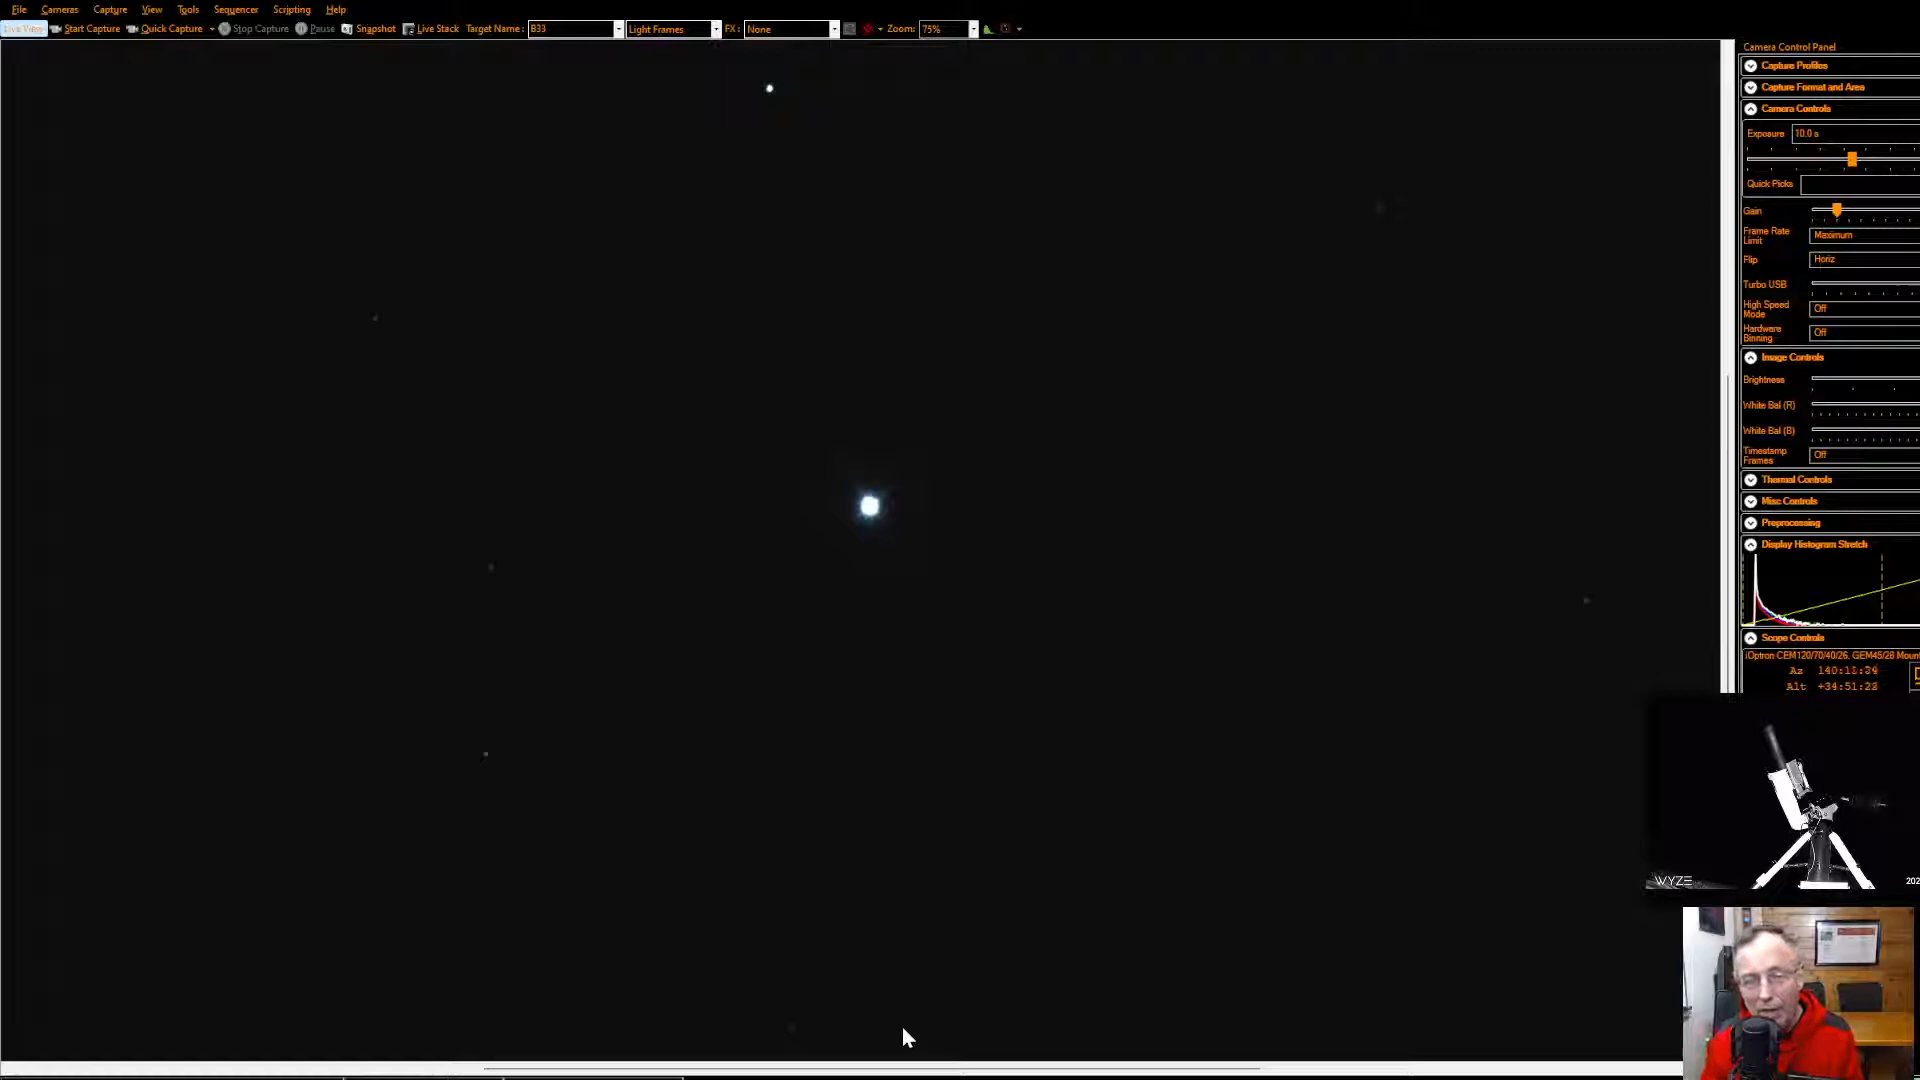 File Cameras Capture View Tools Sequencer Scripting Help
Live View Start Capture Quick Capture Stop Capture Pause Snapshot Live Stack Target Name : B33 Light Frames FX : None Zoom: 75%
Camera Control Panel
Capture Profiles
Capture Format and Area
Camera Controls
Exposure 10.0 s
Quick Picks
Gain
Frame Rate Limit Maximum
Flip Horiz
Turbo USB
High Speed Mode Off
Hardware Binning Off
Image Controls
Brightness
White Bal (R)
White Bal (B)
Timestamp Frames Off
Thermal Controls
Misc Controls
Preprocessing
Display Histogram Stretch
Scope Controls
iOptron CEM120/70/40/26, GEM45/28 Moun
Az 140:11:24
Alt +34:51:28
WYZE
202